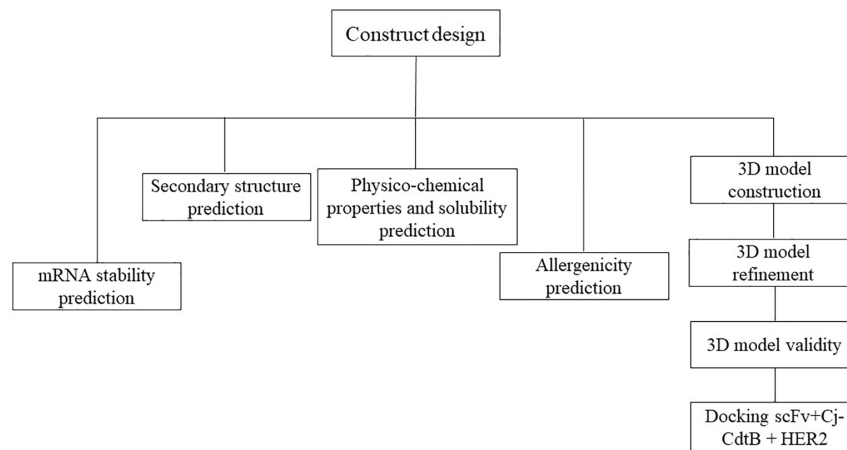 Construct design
Secondary structure
prediction
Physico-chemical
properties and solubility
prediction
3D model
construction
mRNA stability
prediction
Allergenicity
prediction
3D model
refinement
3D model validity
Docking scFv+Cj-
CdtB + HER2